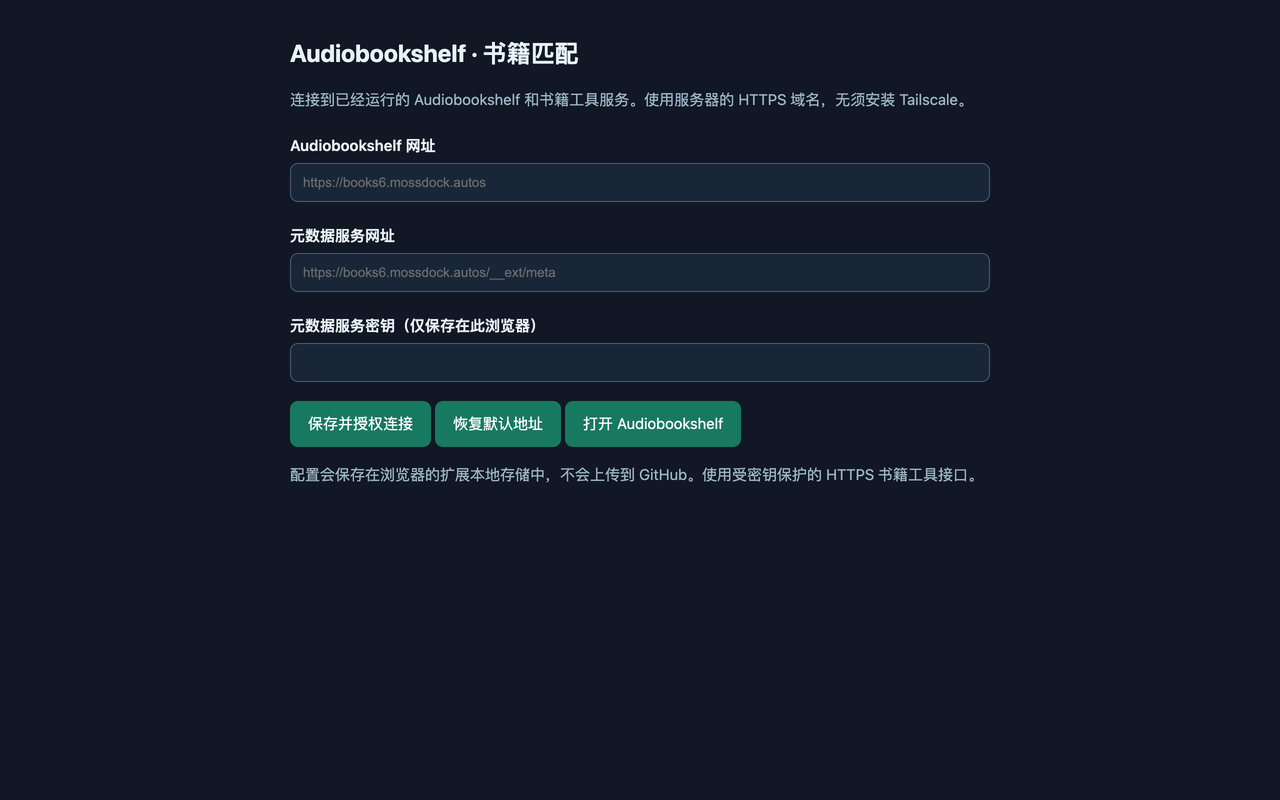 Audiobookshelf · 书籍匹配
连接到已经运行的 Audiobookshelf 和书籍工具服务。使用服务器的 HTTPS 域名，无须安装 Tailscale。
Audiobookshelf 网址
https://books6.mossdock.autos
元数据服务网址
https://books6.mossdock.autos/__ext/meta
元数据服务密钥（仅保存在此浏览器）
保存并授权连接 恢复默认地址 打开 Audiobookshelf
配置会保存在浏览器的扩展本地存储中，不会上传到 GitHub。使用受密钥保护的 HTTPS 书籍工具接口。